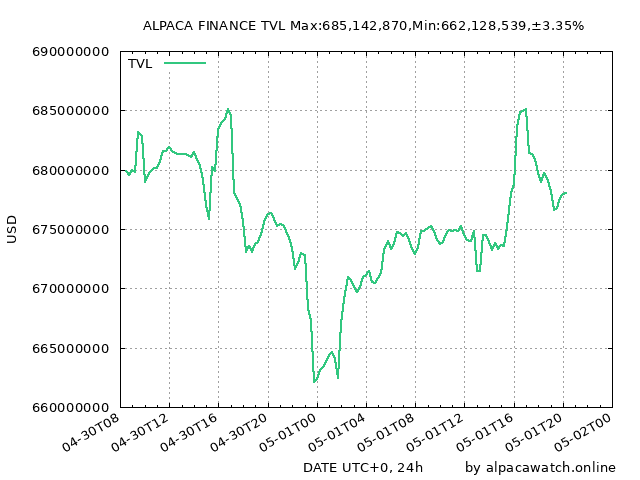 ALPACA FINANCE TVL Max:685,142,870,Min:662,128,539,±3.35%
690000000
TVL
685000000
680000000
675000000
USD
670000000
665000000
660000000
04-30T08 04-30T12 04-30T16 04-30T20 05-01T00 05-01T04 05-01T08 05-01T12 05-01T16 05-01T20 05-02T00
DATE UTC+0, 24h by alpacawatch.online